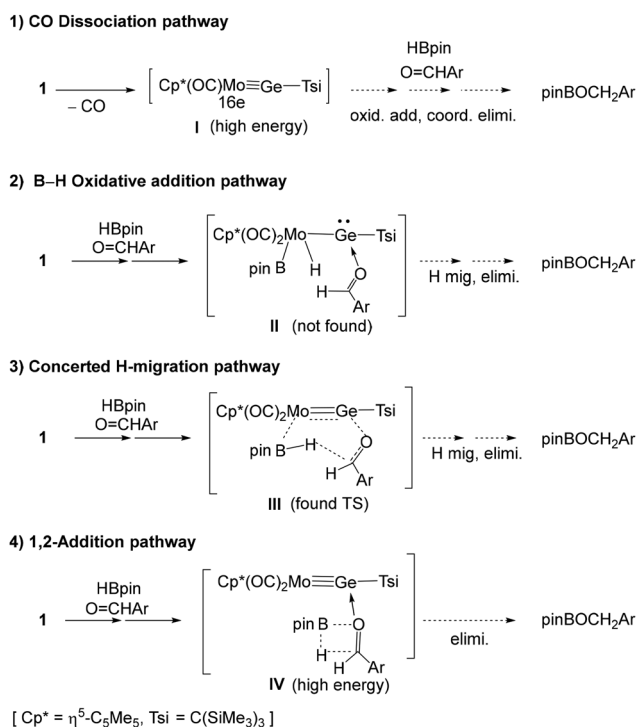 1) CO Dissociation pathway
1
– CO
Cp*(OC)Mo≡Ge—Tsi
16e
I (high energy)
HBpin
O=CHAr
oxid. add, coord. elimi.
pinBOCH₂Ar
2) B–H Oxidative addition pathway
1
HBpin
O=CHAr
Cp*(OC)₂Mo—Ge—Tsi
pin B H O
H
Ar
II (not found)
H mig, elimi.
pinBOCH₂Ar
3) Concerted H-migration pathway
1
HBpin
O=CHAr
Cp*(OC)₂Mo=Ge—Tsi
pin B—H O
H
Ar
III (found TS)
H mig, elimi.
pinBOCH₂Ar
4) 1,2-Addition pathway
1
HBpin
O=CHAr
Cp*(OC)₂Mo≡Ge—Tsi
pin B O
H
H Ar
IV (high energy)
elimi.
pinBOCH₂Ar
[ Cp* = η⁵-C₅Me₅, Tsi = C(SiMe₃)₃ ]